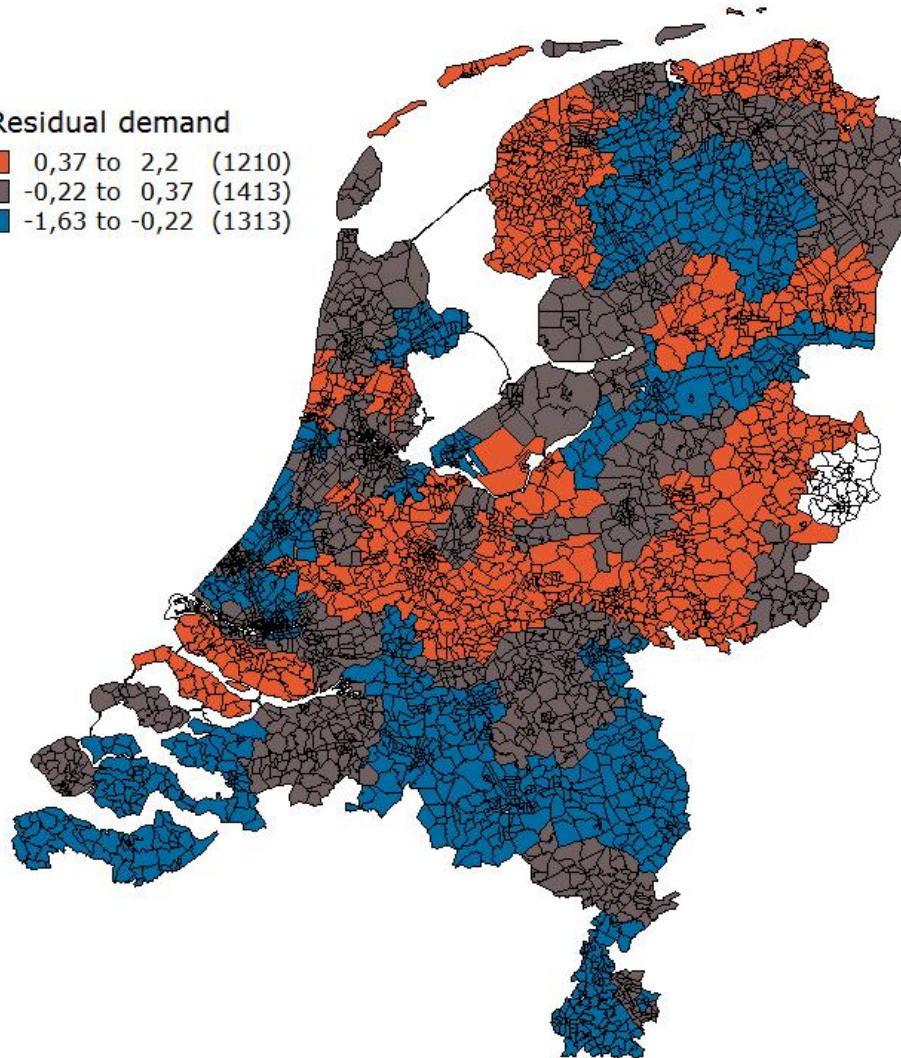 Residual demand
0,37 to 2,2 (1210)
-0,22 to 0,37 (1413)
-1,63 to -0,22 (1313)